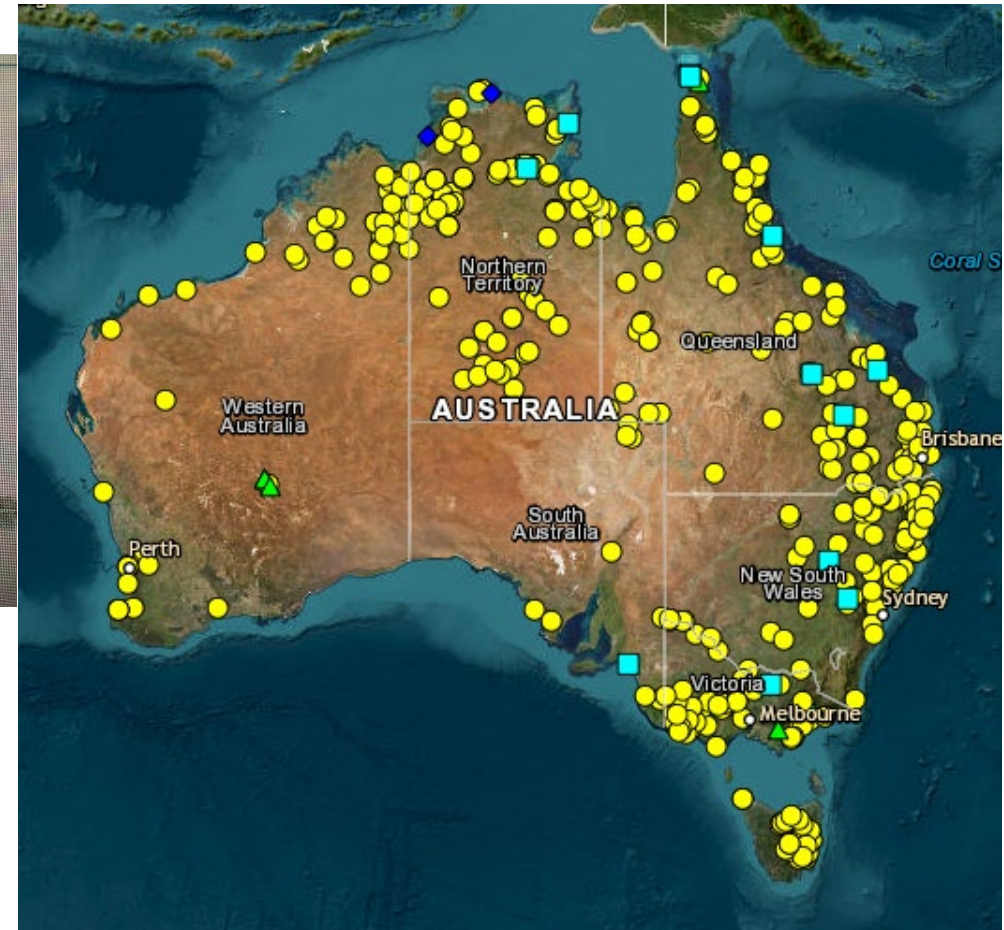 Coral S
Northern
Territory
Queensland
Western
Australia
AUSTRALIA
Brisbane
South
Australia
Perth
New South
Wales
Sydney
Victoria
Melbourne